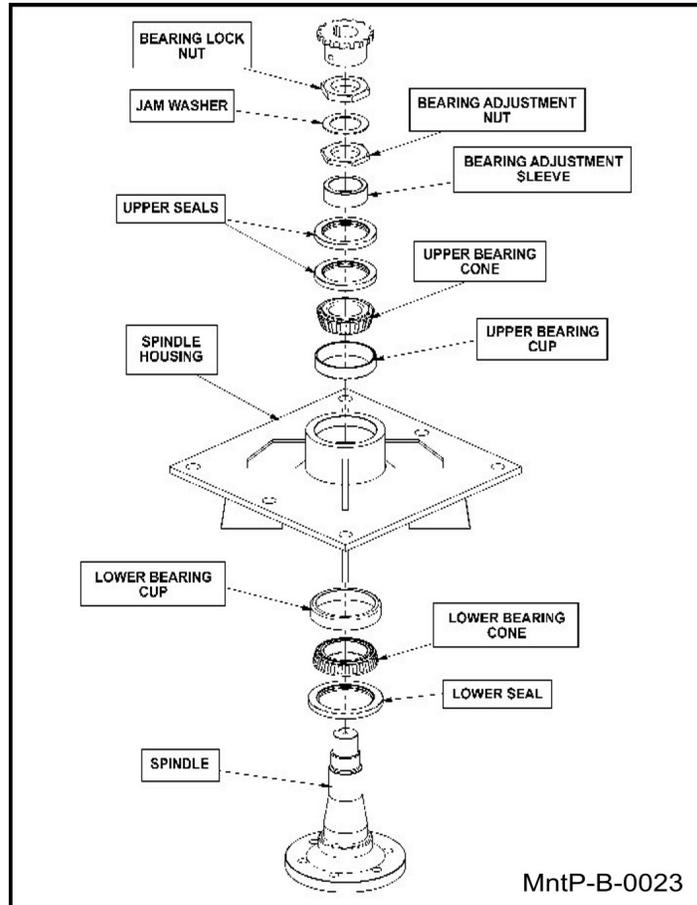 BEARING LOCK
NUT
JAM WASHER
BEARING ADJUSTMENT
NUT
BEARING ADJUSTMENT
SLEEVE
UPPER SEALS
UPPER BEARING
CONE
SPINDLE
HOUSING
UPPER BEARING
CUP
LOWER BEARING
CUP
LOWER BEARING
CONE
LOWER SEAL
SPINDLE
MntP-B-0023